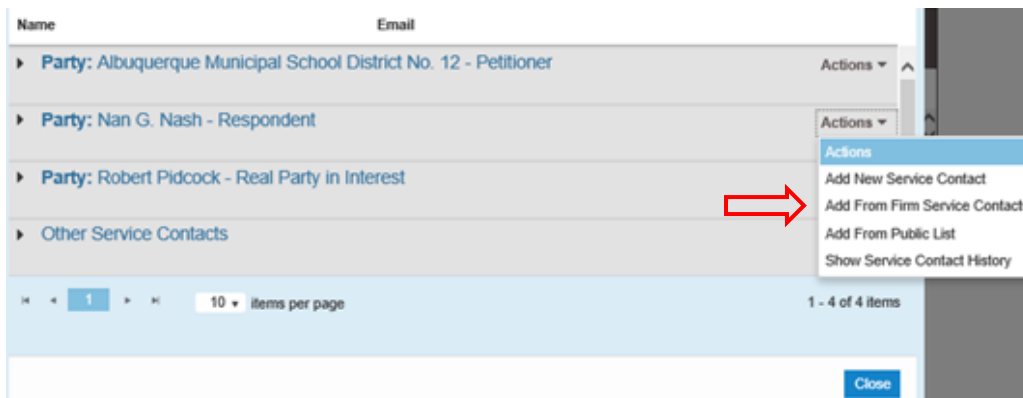 Name Email
Party: Albuquerque Municipal School District No. 12 - Petitioner Actions
Party: Nan G. Nash - Respondent Actions
Actions
Add New Service Contact
Party: Robert Pidcock - Real Party in Interest
Add From Firm Service Contact
Other Service Contacts
Add From Public List
Show Service Contact History
1 10 items per page 1 - 4 of 4 items
Close